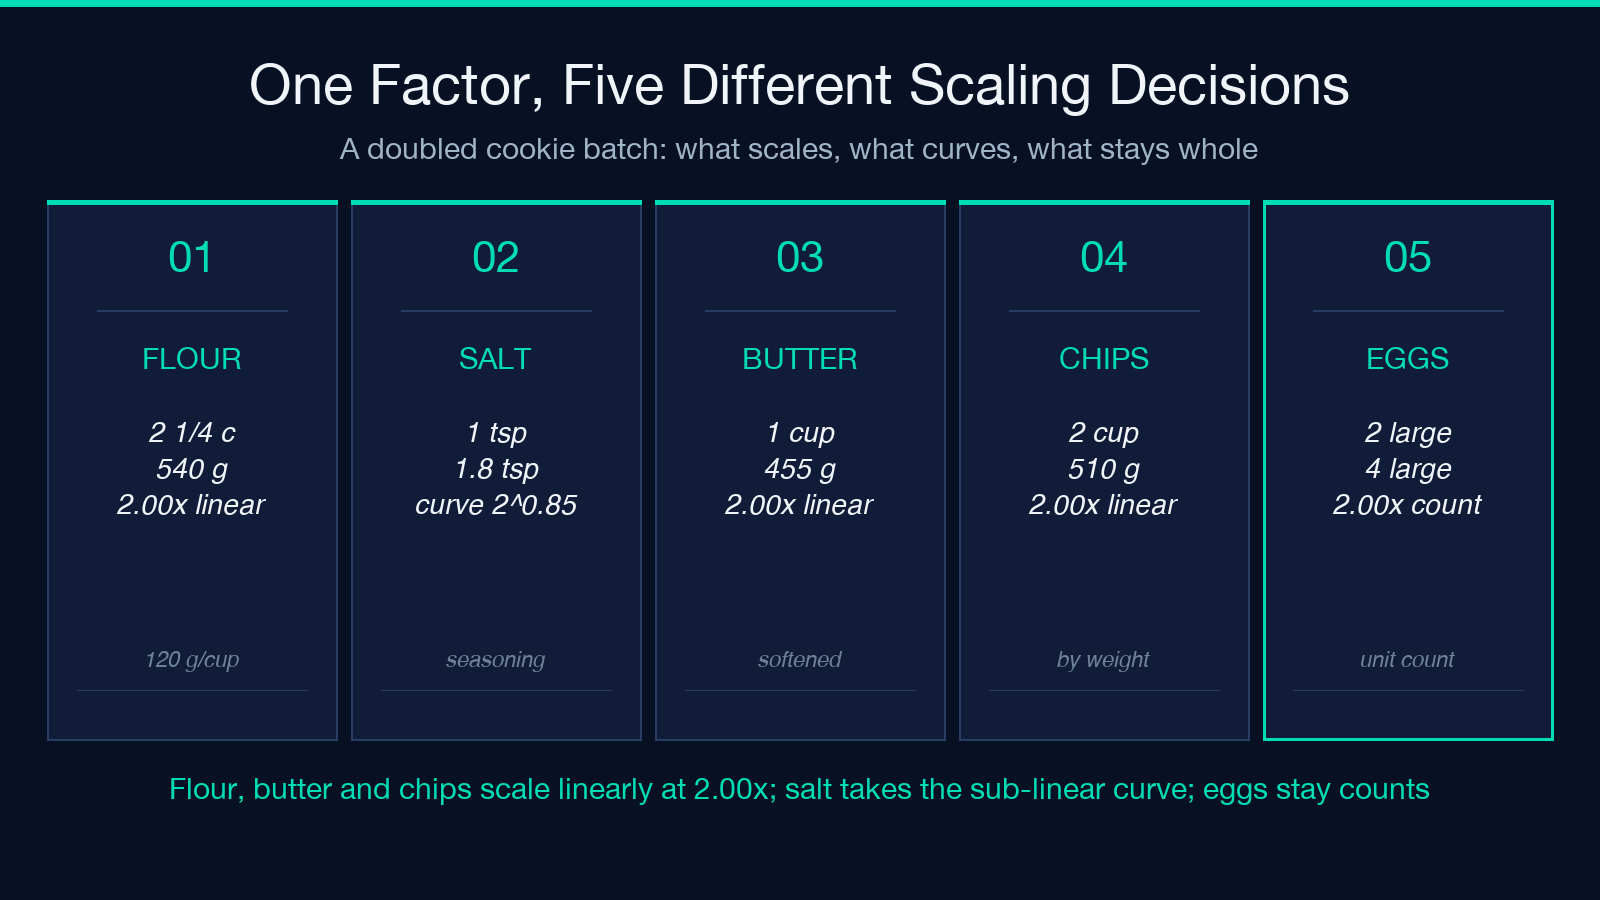 One Factor, Five Different Scaling Decisions
A doubled cookie batch: what scales, what curves, what stays whole
01
FLOUR
2 1/4 c
540 g
2.00x linear
120 g/cup
02
SALT
1 tsp
1.8 tsp
curve 2^0.85
seasoning
03
BUTTER
1 cup
455 g
2.00x linear
softened
04
CHIPS
2 cup
510 g
2.00x linear
by weight
05
EGGS
2 large
4 large
2.00x count
unit count
Flour, butter and chips scale linearly at 2.00x; salt takes the sub-linear curve; eggs stay counts